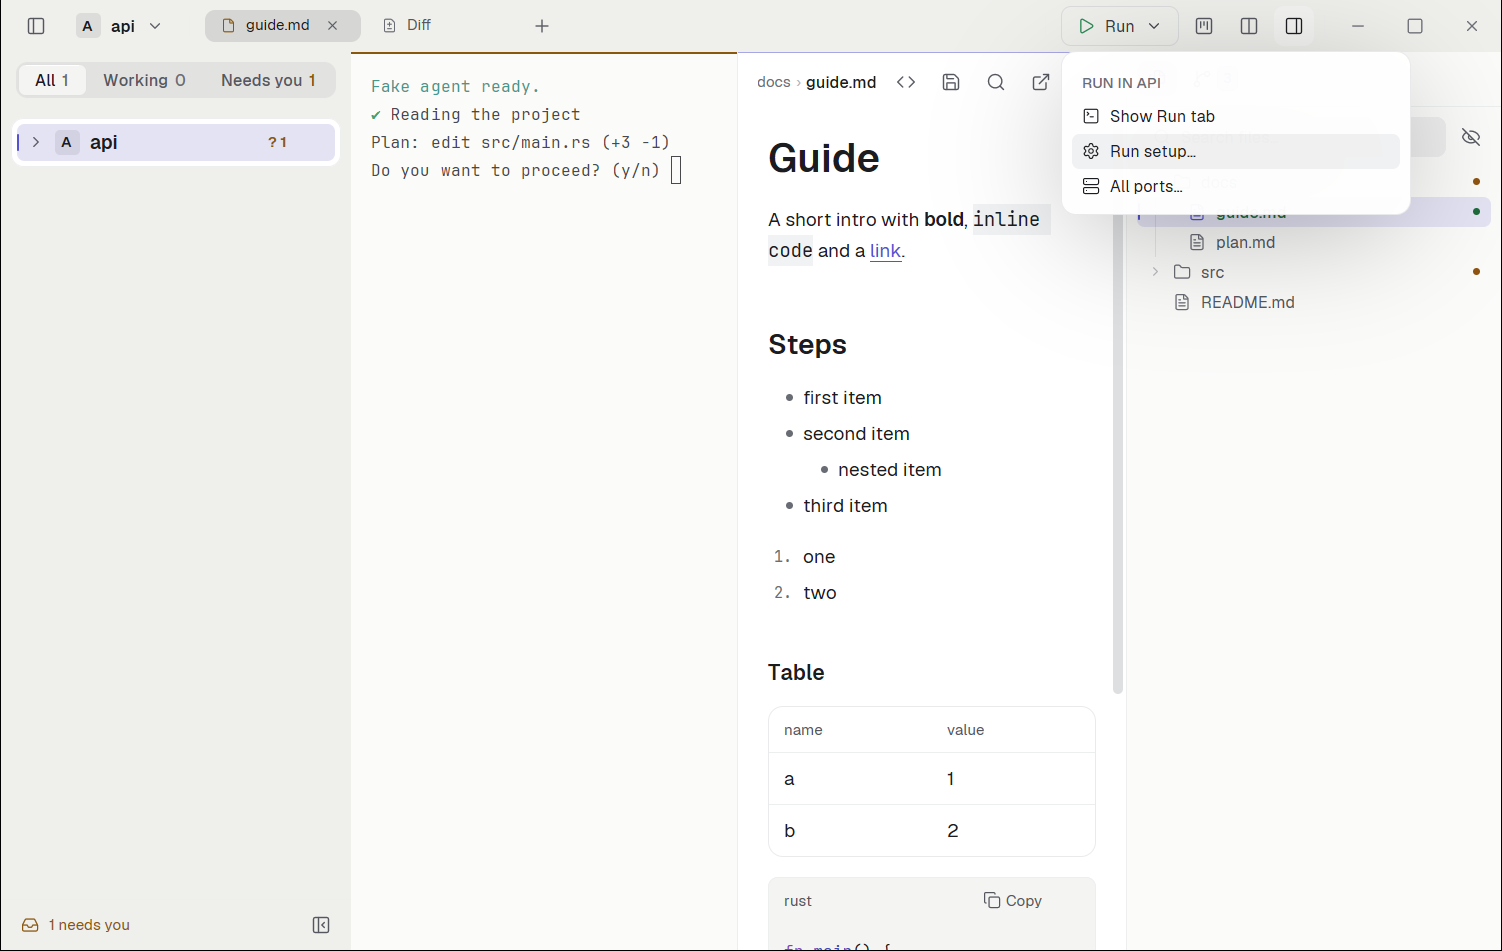 A api
guide.md
Diff
Run
All 1
Working 0
Needs you 1
A api
? 1
1 needs you
Fake agent ready.
✔ Reading the project
Plan: edit src/main.rs (+3 -1)
Do you want to proceed? (y/n)
docs › guide.md
Guide
A short intro with bold, inline
code and a link.
Steps
• first item
• second item
• nested item
• third item
1. one
2. two
Table
name value
a 1
b 2
rust
Copy
fn main() {
RUN IN API
Show Run tab
Run setup...
All ports...
guide.md
plan.md
src
README.md